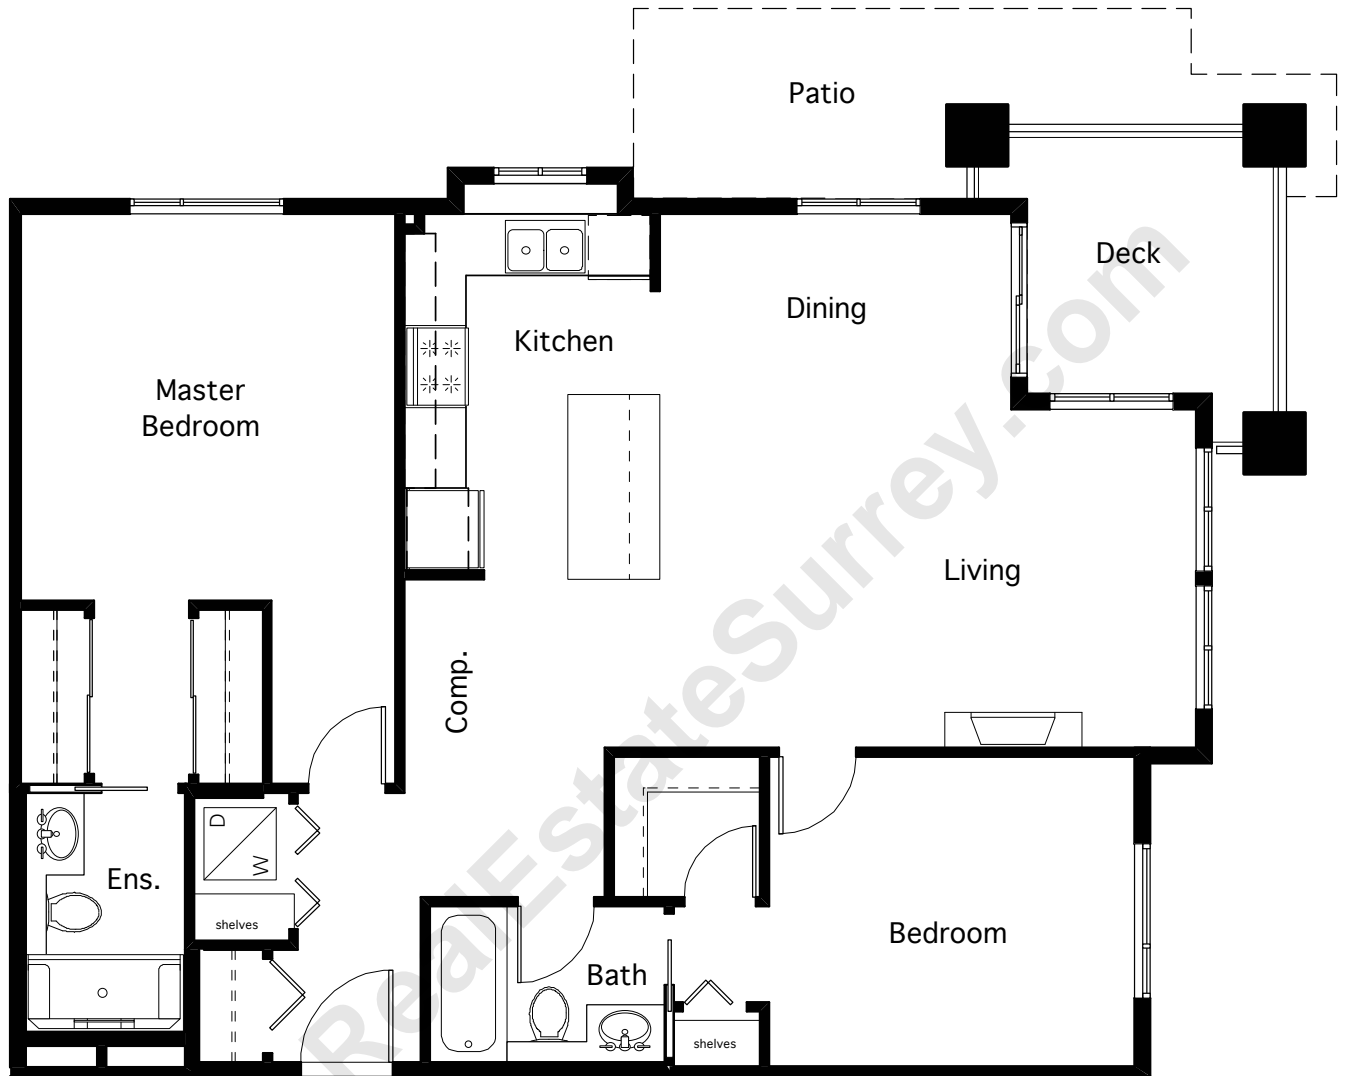 Patio
Deck
Dining
Kitchen
Master
Bedroom
Living
Comp.
D
W
Ens.
shelves
Bedroom
Bath
shelves
RealEstateSurrey.com